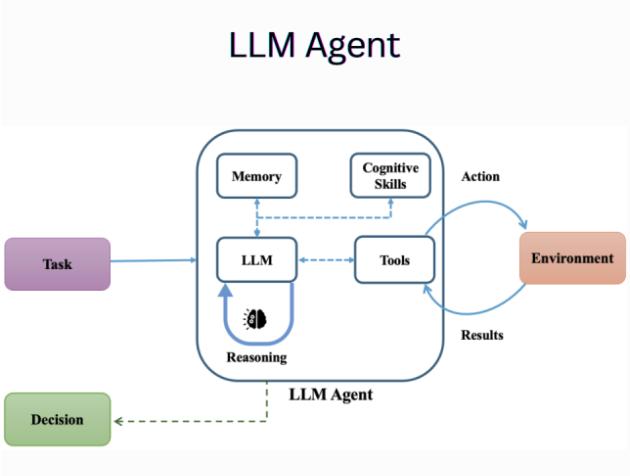 LLM Agent
Memory
Cognitive
Skills
Action
Task
LLM
Tools
Environment
Reasoning
Results
LLM Agent
Decision